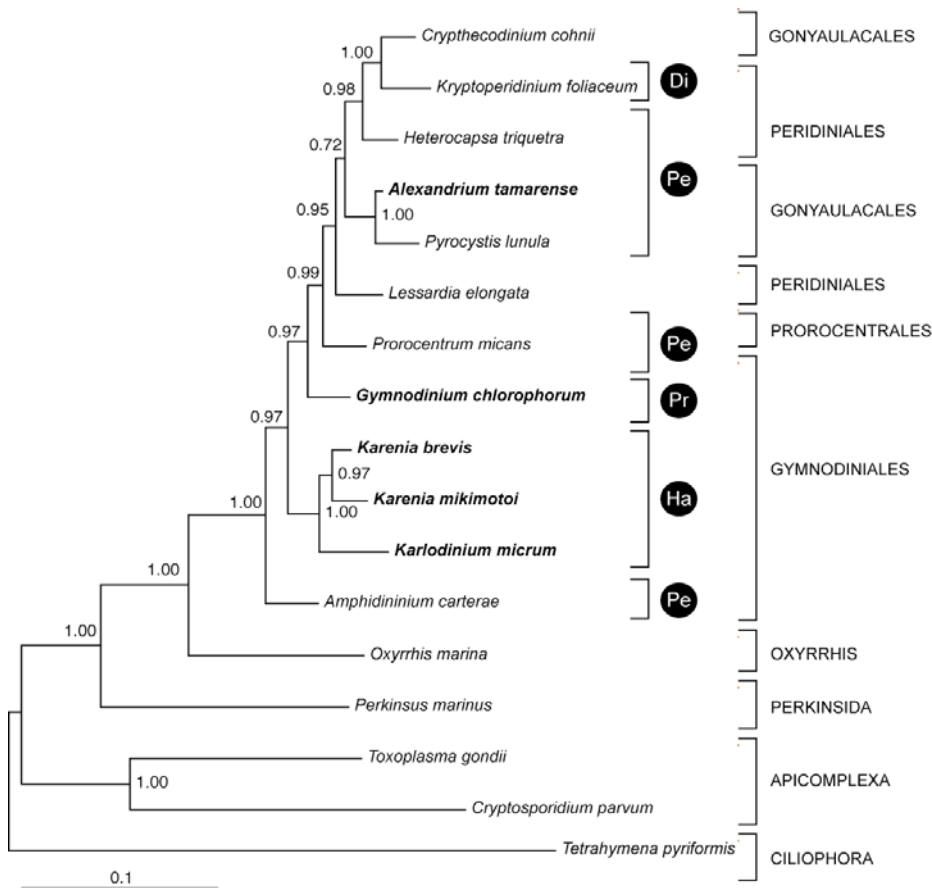 Crypthecodinium cohnii
GONYAULACALES
1.00
Kryptoperidinium foliaceum
Di
0.98
PERIDINIALES
Heterocapsa triquetra
0.72
Pe
Alexandrium tamarense
0.95
1.00
GONYAULACALES
Pyrocystis lunula
0.99
Lessardia elongata
PERIDINIALES
0.97
Prorocentrum micans
Pe
PROROCENTRALES
Gymnodinium chlorophorum
Pr
0.97
Karenia brevis
GYMNODINIALES
0.97
Karenia mikimotoi
Ha
1.00
1.00
Karlodinium micrum
1.00
Amphidininium carterae
Pe
1.00
Oxyrrhis marina
OXYRRHIS
Perkinsus marinus
PERKINSIDA
Toxoplasma gondii
1.00
APICOMPLEXA
Cryptosporidium parvum
Tetrahymena pyriformis
CILIOPHORA
0.1